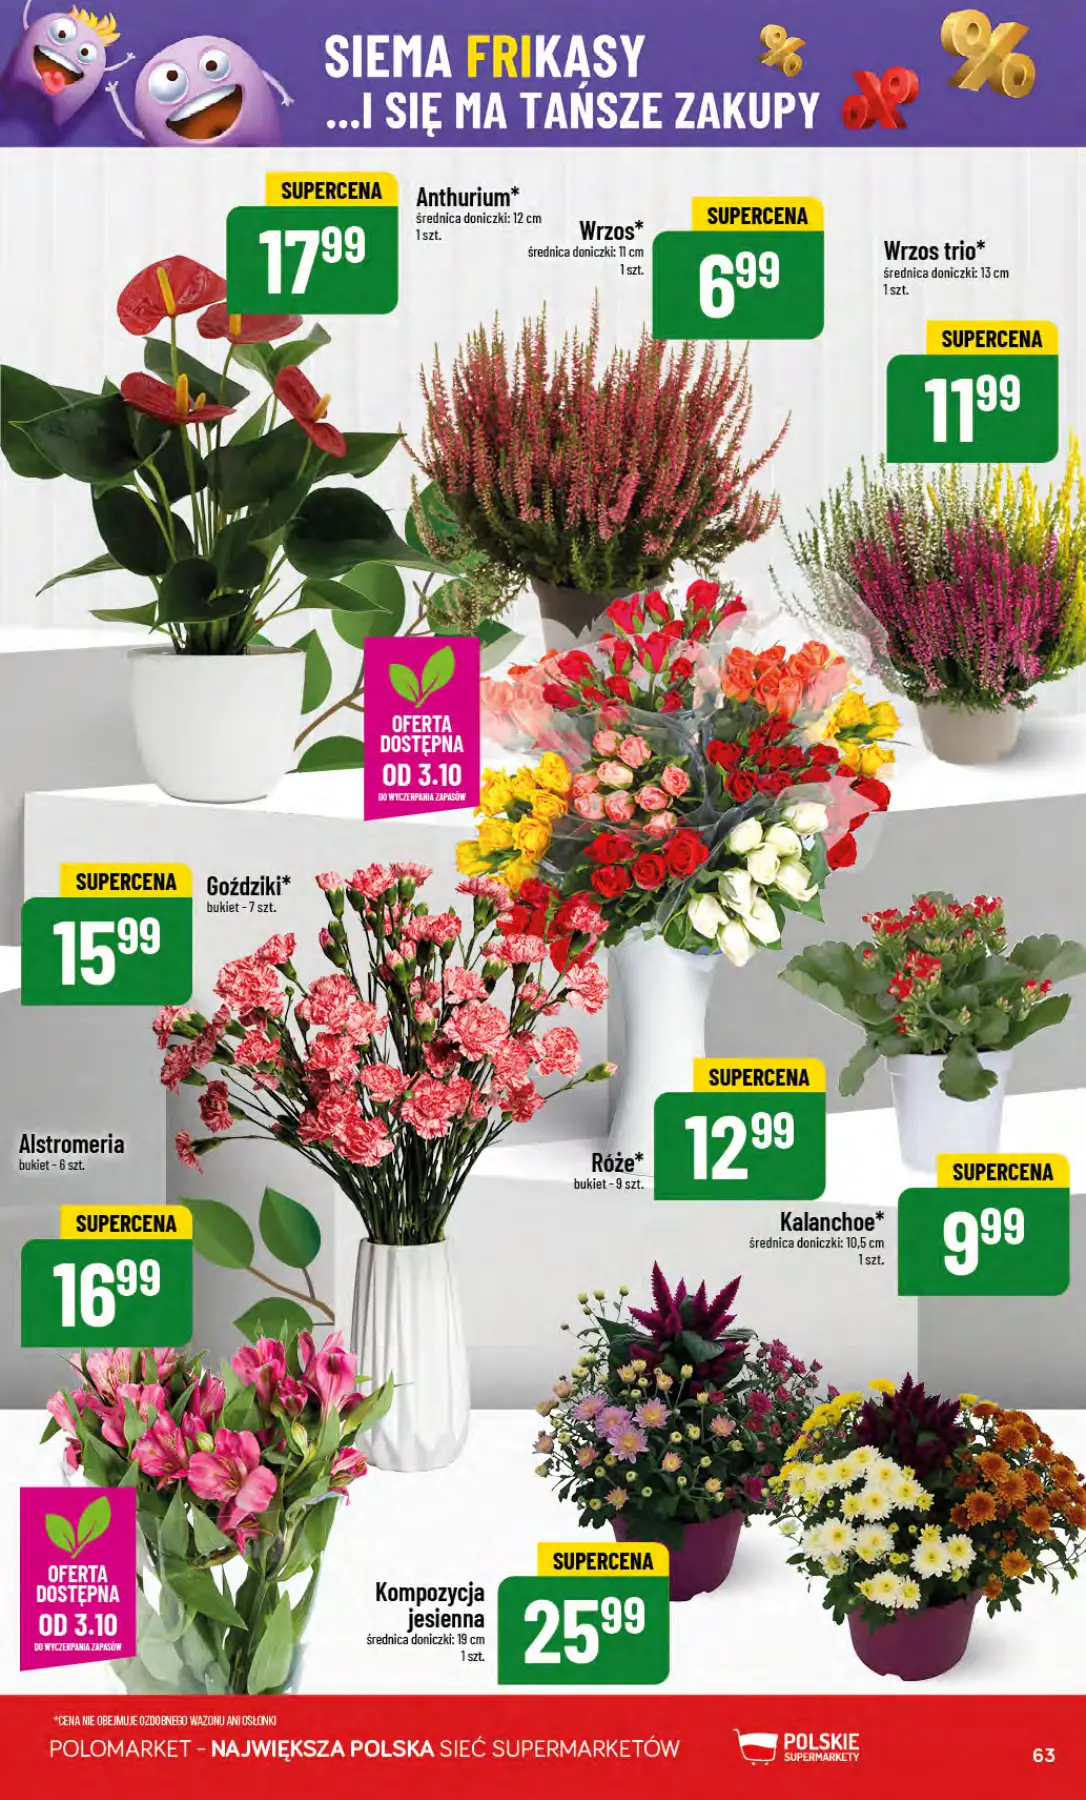 SIEMA FRIKASY
...I SIĘ MA TAŃSZE ZAKUPY
SUPERCENA
17 99
Anthurium*
średnica doniczki: 12 cm
1 szt.
Wrzos*
średnica doniczki: 11 cm
1 szt.
SUPERCENA
6 99
Wrzos trio*
średnica doniczki: 13 cm
1 szt.
SUPERCENA
11 99
OFERTA
DOSTĘPNA
OD 3.10
DO WYCZERPANIA ZAPASÓW
SUPERCENA
15 99
Goździki*
bukiet - 7 szt.
Alstromeria
bukiet - 6 szt.
SUPERCENA
16 99
Róże*
bukiet - 9 szt.
SUPERCENA
12 99
Kalanchoe*
średnica doniczki: 10,5 cm
1 szt.
SUPERCENA
9 99
OFERTA
DOSTĘPNA
OD 3.10
DO WYCZERPANIA ZAPASÓW
Kompozycja
jesienna
średnica doniczki: 19 cm
1 szt.
SUPERCENA
25 99
*CENA NIE OBEJMUJE OZDOBNEGO WAZONU ANI OSŁONKI
POLOMARKET - NAJWIĘKSZA POLSKA SIEĆ SUPERMARKETÓW
POLSKIE
SUPERMARKETY
63